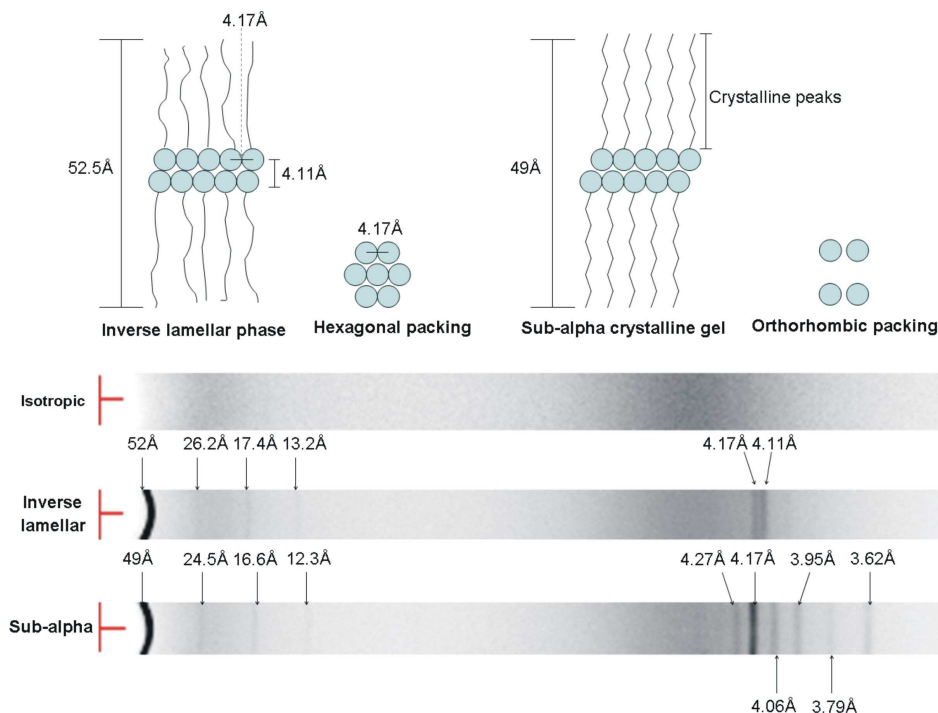 4.17Å
52.5Å
4.11Å
4.17Å
Inverse lamellar phase
Hexagonal packing
49Å
Crystalline peaks
Sub-alpha crystalline gel
Orthorhombic packing
Isotropic
52Å 26.2Å 17.4Å 13.2Å 4.17Å 4.11Å
Inverse
lamellar
49Å 24.5Å 16.6Å 12.3Å 4.27Å 4.17Å 3.95Å 3.62Å
Sub-alpha
4.06Å 3.79Å